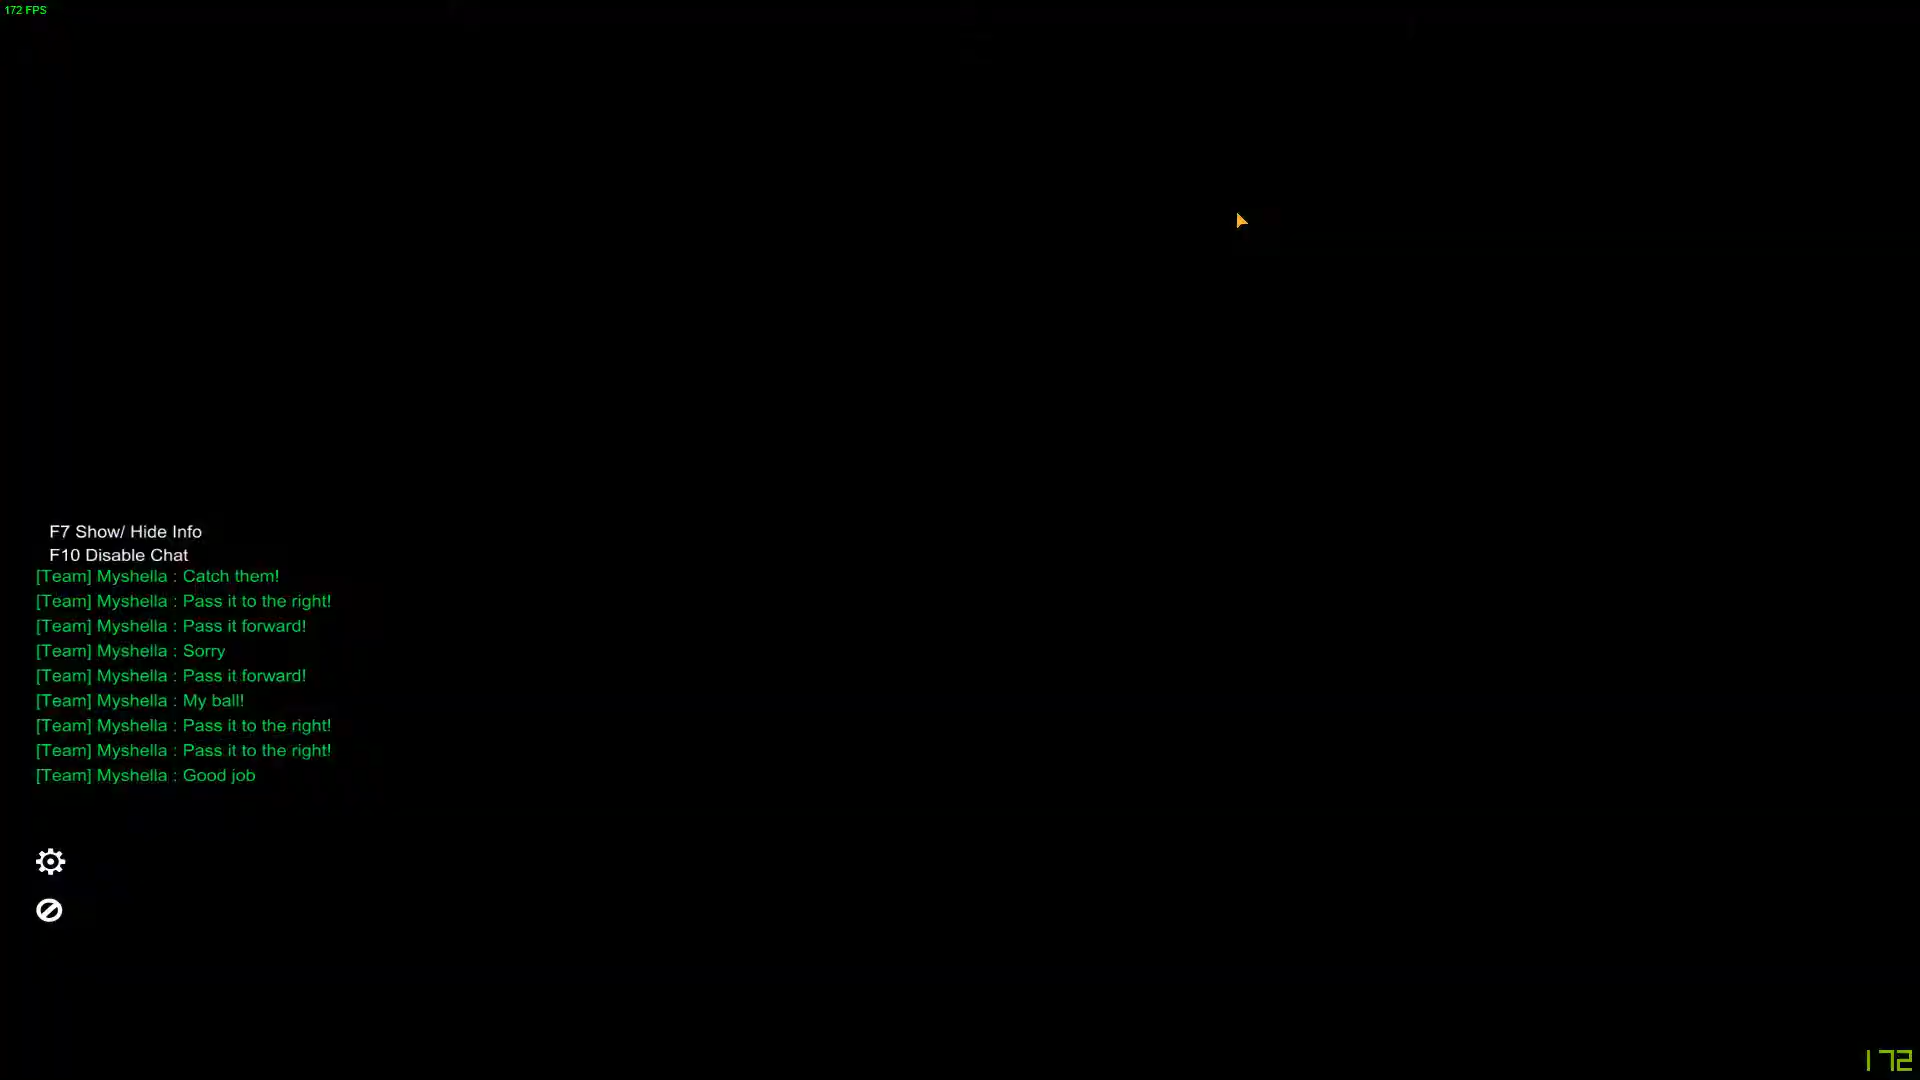 172 FPS
F7 Show/ Hide Info
F10 Disable Chat
[Team] Myshella : Catch them!
[Team] Myshella : Pass it to the right!
[Team] Myshella : Pass it forward!
[Team] Myshella : Sorry
[Team] Myshella : Pass it forward!
[Team] Myshella : My ball!
[Team] Myshella : Pass it to the right!
[Team] Myshella : Pass it to the right!
[Team] Myshella : Good job
172